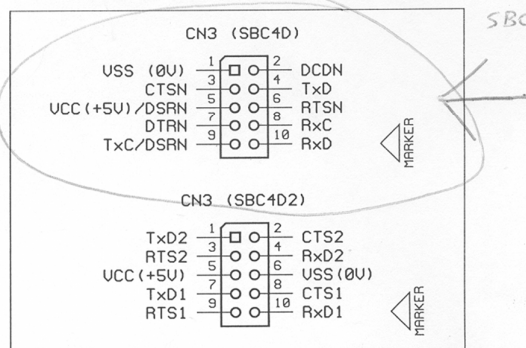 SBC
CN3 (SBC4D)
1 2
VSS (0V) DCDN
3 4
CTSN TxD
5 6
VCC(+5V)/DSRN RTSN
7 8
DTRN RxC
9 10
TxC/DSRN RxD
MARKER
CN3 (SBC4D2)
1 2
TxD2 CTS2
3 4
RTS2 RxD2
5 6
VCC(+5V) VSS(0V)
7 8
TxD1 CTS1
9 10
RTS1 RxD1
MARKER